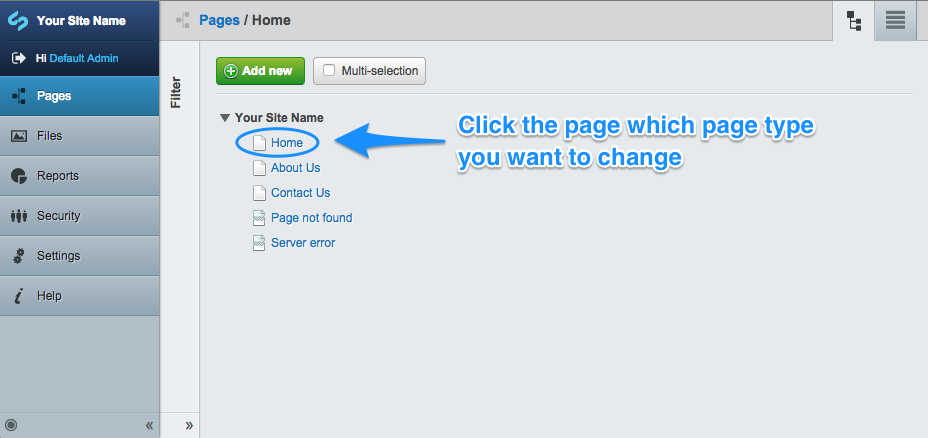 Your Site Name
Hi Default Admin
Pages
Files
Reports
Security
Settings
Help
«
Filter
»
Pages / Home
Add new
Multi-selection
Your Site Name
Home
About Us
Contact Us
Page not found
Server error
Click the page which page type
you want to change